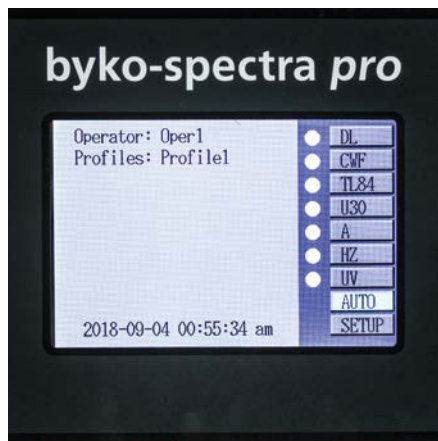 byko-spectra pro
Operator: Oper1
Profiles: Profile1
DL
CWF
TL84
U30
A
HZ
UV
AUTO
SETUP
2018-09-04 00:55:34 am